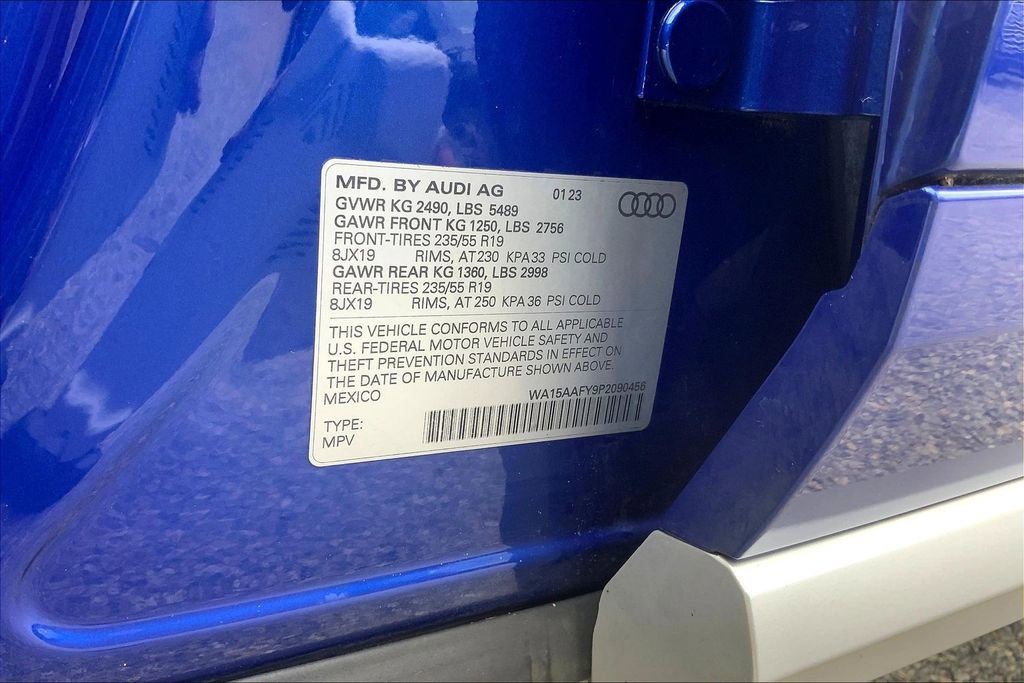 MFD. BY AUDI AG 01 23
GVWR KG 2490, LBS 5489
GAWR FRONT KG 1250, LBS 2756
FRONT-TIRES 235/55 R19
8JX19 RIMS, AT 230 KPA 33 PSI COLD
GAWR REAR KG 1360, LBS 2998
REAR-TIRES 235/55 R19
8JX19 RIMS, AT 250 KPA 36 PSI COLD
THIS VEHICLE CONFORMS TO ALL APPLICABLE
U.S. FEDERAL MOTOR VEHICLE SAFETY AND
THEFT PREVENTION STANDARDS IN EFFECT ON
THE DATE OF MANUFACTURE SHOWN ABOVE.
MEXICO WA15AAFY9P2090456
TYPE:
MPV